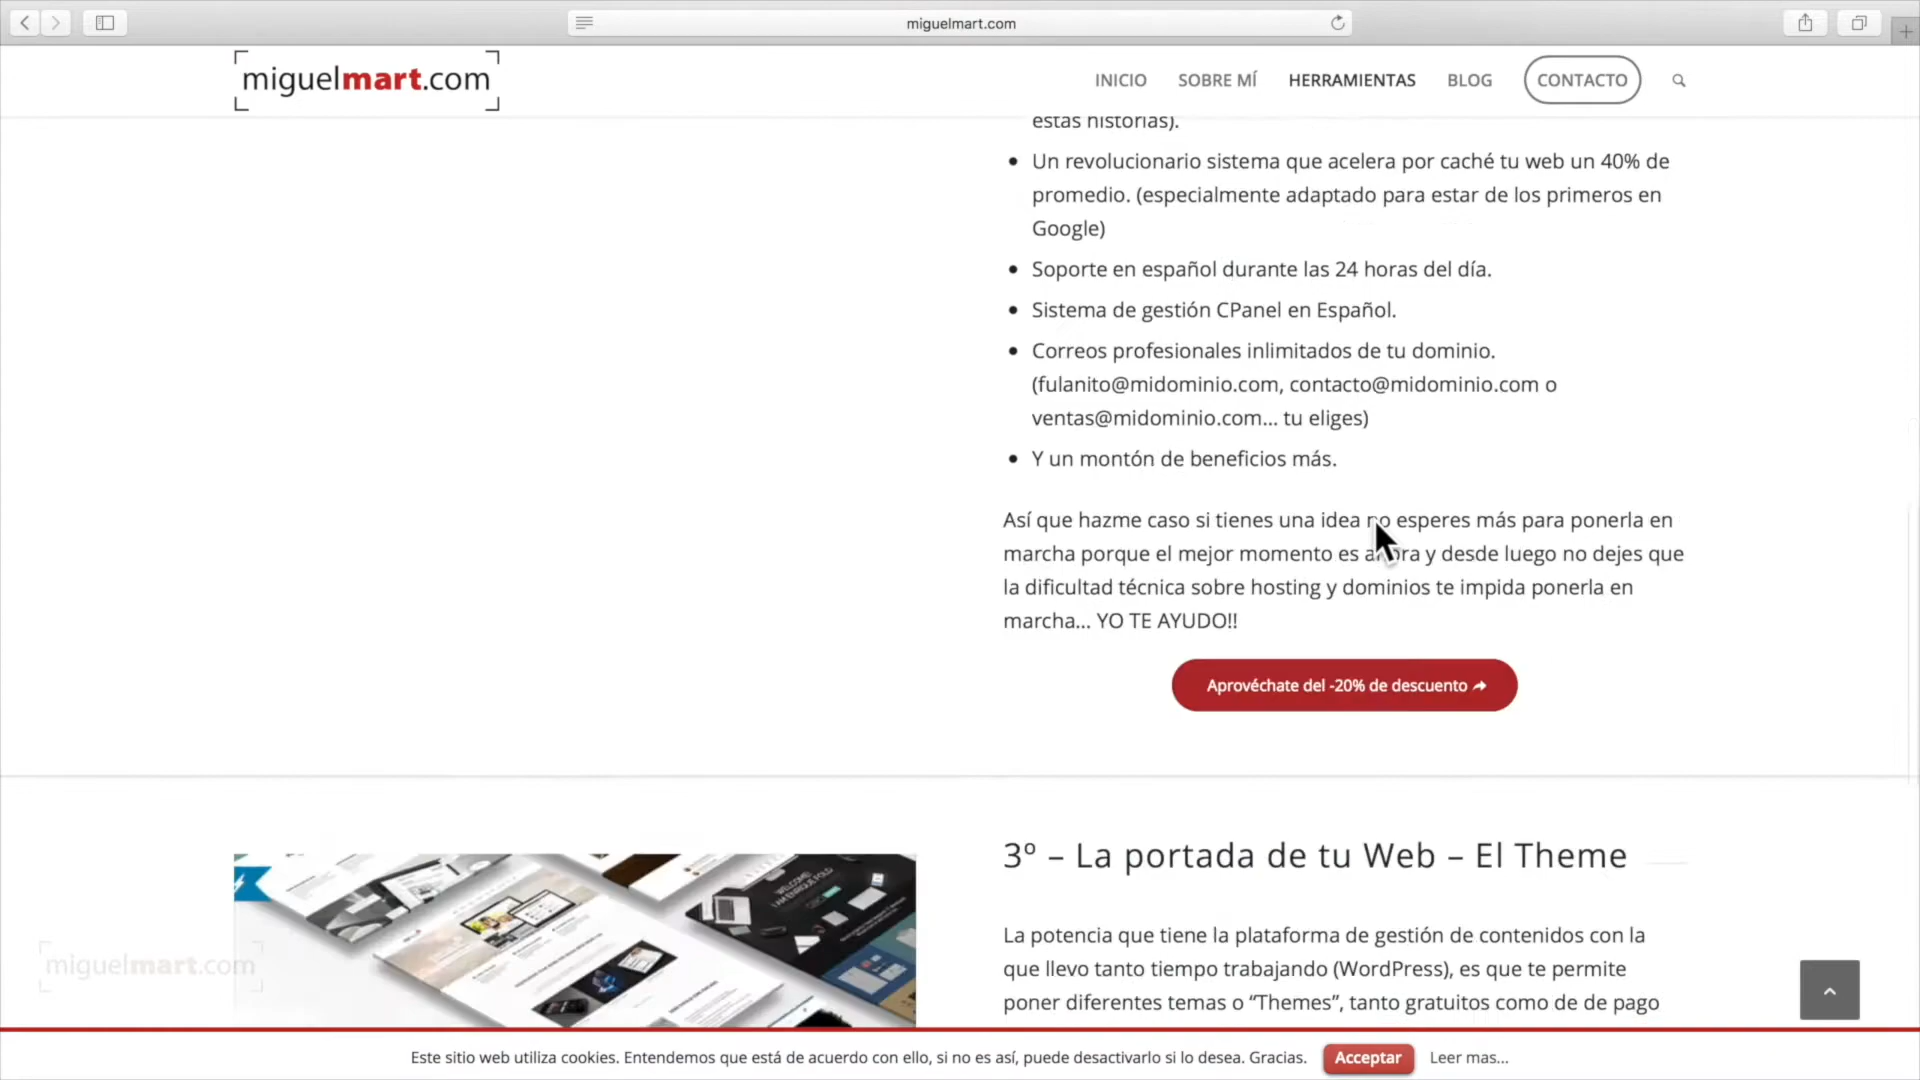 miguelmart.com
miguelmart.com
INICIO SOBRE MÍ HERRAMIENTAS BLOG CONTACTO
estas historias).
Un revolucionario sistema que acelera por caché tu web un 40% de
promedio. (especialmente adaptado para estar de los primeros en
Google)
Soporte en español durante las 24 horas del día.
Sistema de gestión CPanel en Español.
Correos profesionales inlimitados de tu dominio.
(fulanito@midominio.com, contacto@midominio.com o
ventas@midominio.com... tu eliges)
Y un montón de beneficios más.
Así que hazme caso si tienes una idea no esperes más para ponerla en
marcha porque el mejor momento es ahora y desde luego no dejes que
la dificultad técnica sobre hosting y dominios te impida ponerla en
marcha... YO TE AYUDO!!
Aprovéchate del -20% de descuento
3º – La portada de tu Web – El Theme
La potencia que tiene la plataforma de gestión de contenidos con la
que llevo tanto tiempo trabajando (WordPress), es que te permite
poner diferentes temas o “Themes”, tanto gratuitos como de de pago
miguelmart.com
Este sitio web utiliza cookies. Entendemos que está de acuerdo con ello, si no es así, puede desactivarlo si lo desea. Gracias. Acceptar Leer mas...